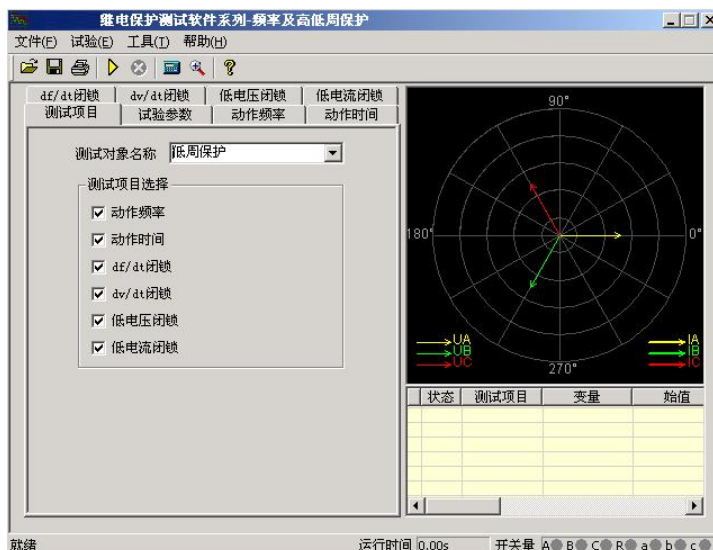 继电保护测试软件系列-频率及高低周保护
文件(F) 试验(E) 工具(T) 帮助(H)
df/dt闭锁 dv/dt闭锁 低电压闭锁 低电流闭锁
测试项目 试验参数 动作频率 动作时间
测试对象名称 低周保护
测试项目选择
动作频率
动作时间
df/dt闭锁
dv/dt闭锁
低电压闭锁
低电流闭锁
90°
180° 0°
270°
UA
UB
UC
IA
IB
IC
状态 测试项目 变量 始值
就绪 运行时间 0.00s 开关量 A B C R a b c